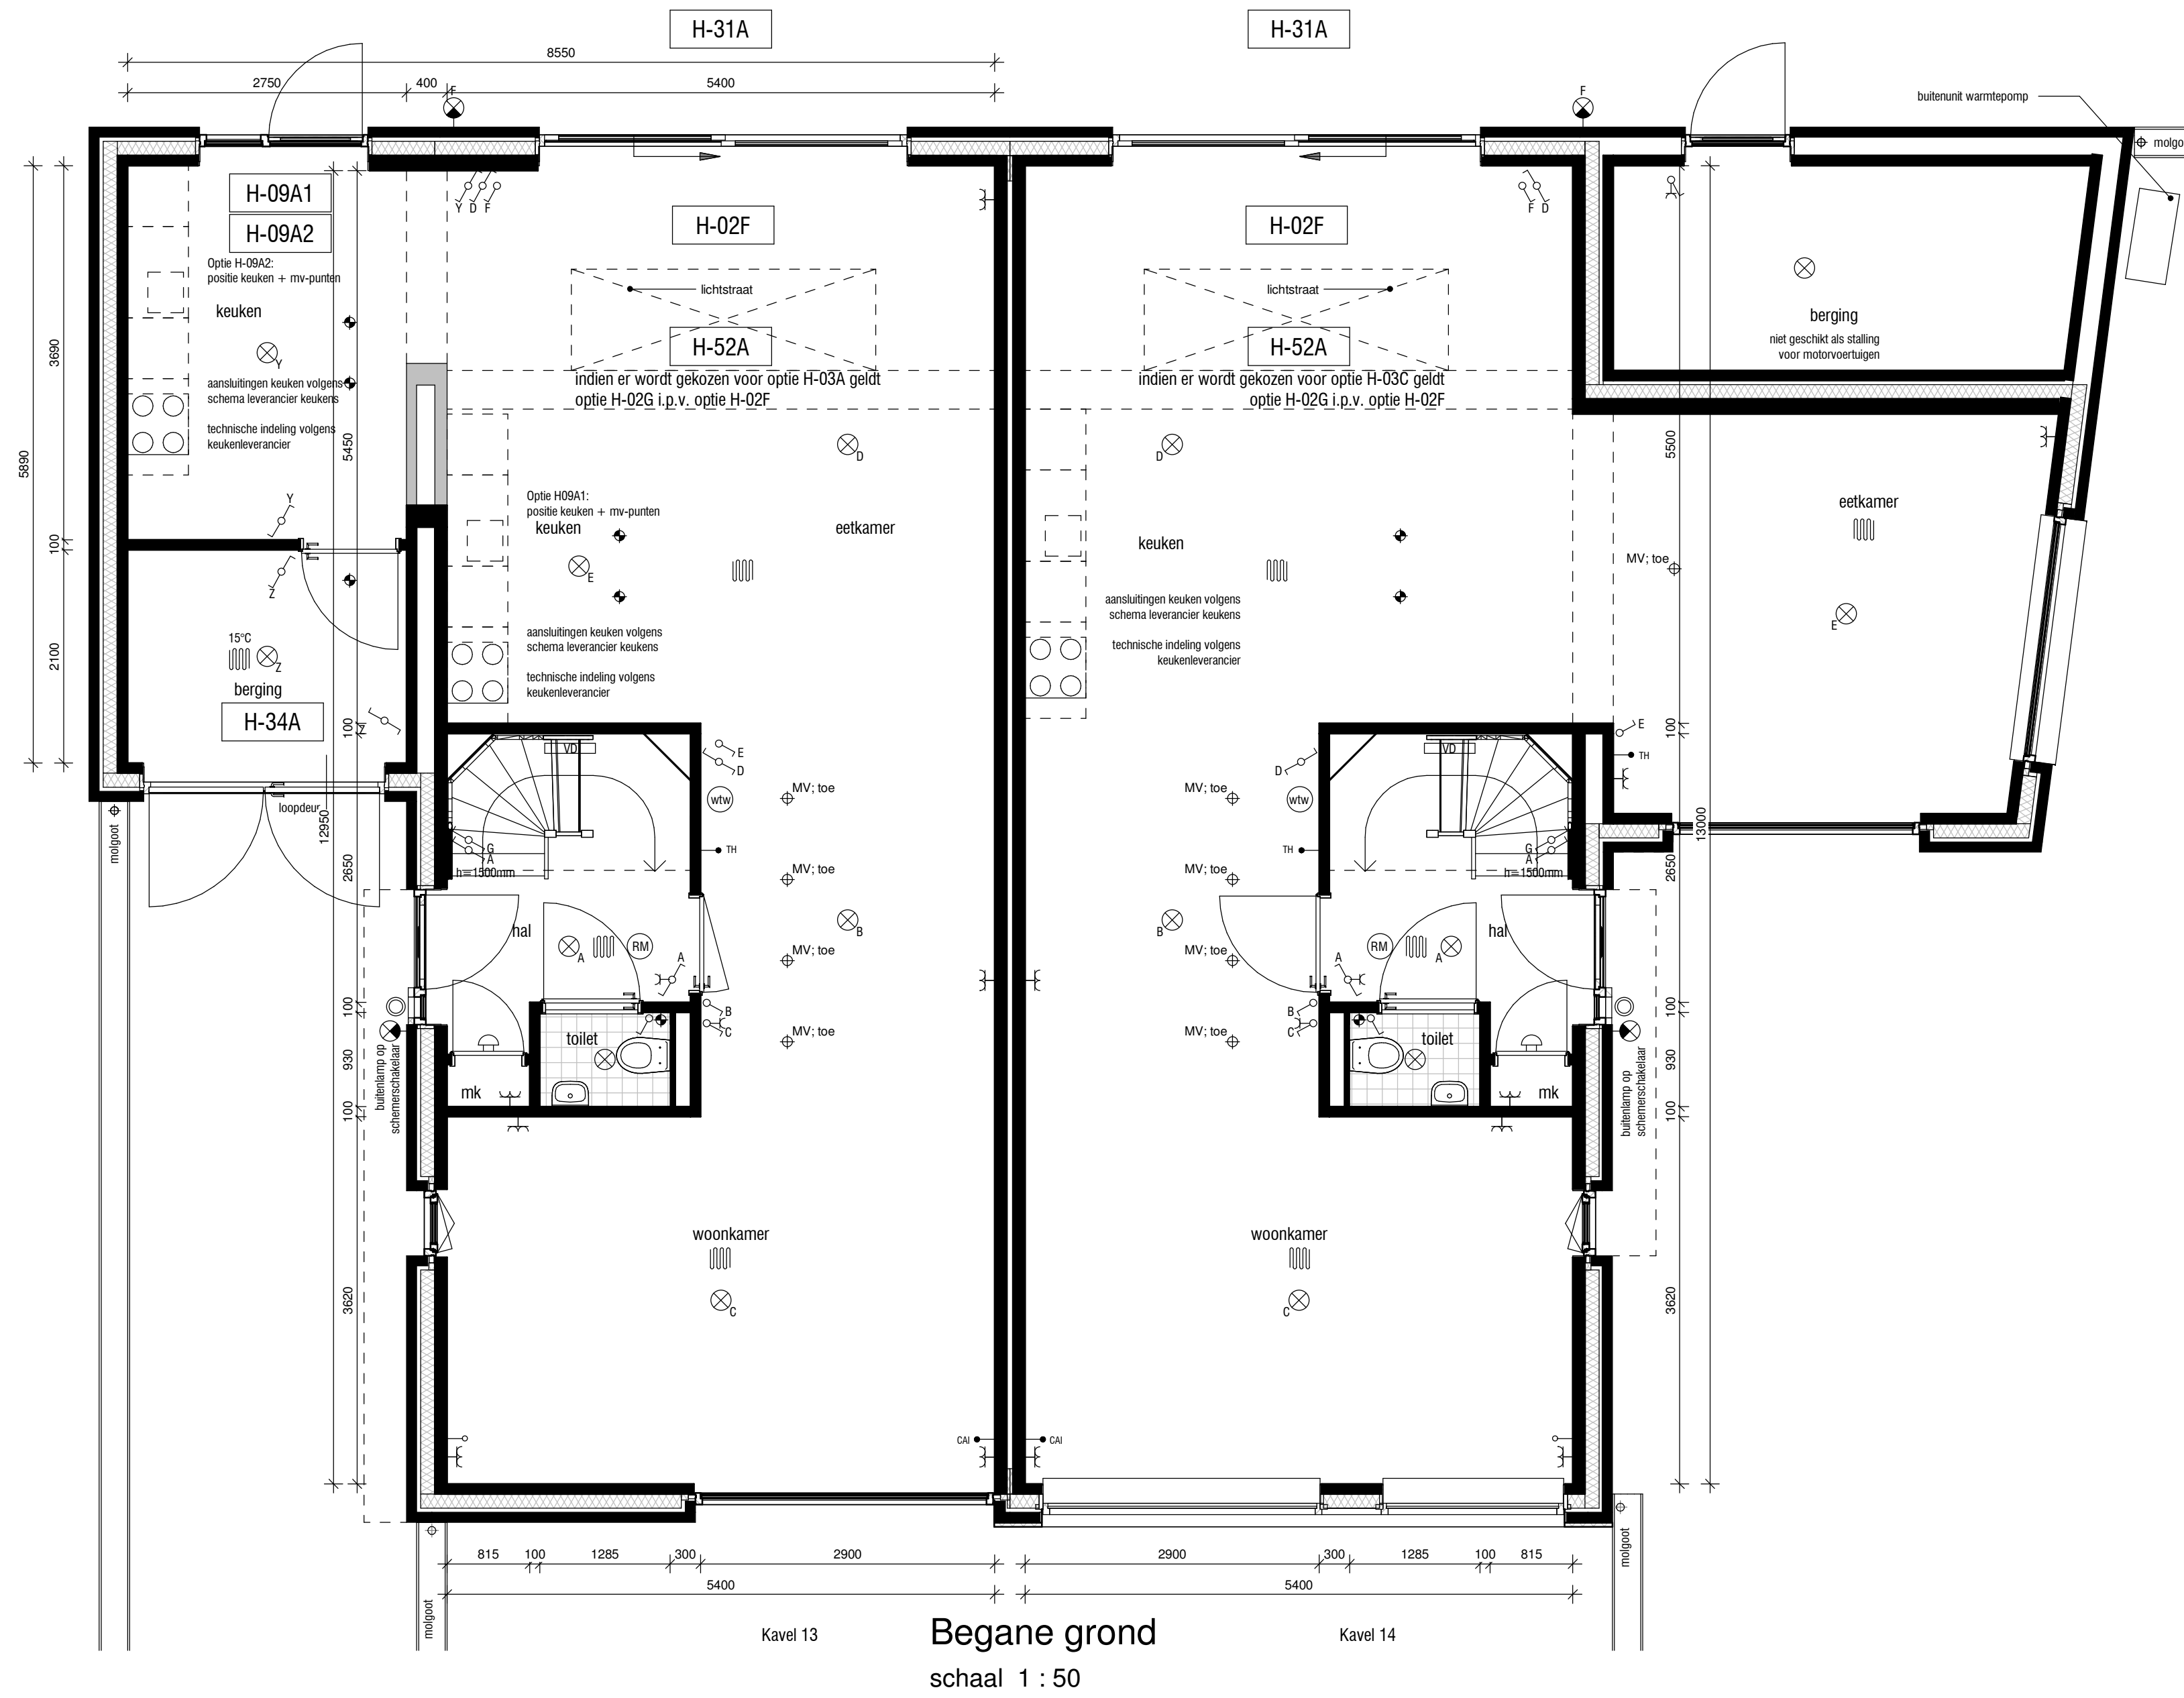 H-31A
H-31A
8550
2750
400
5400
F
F
buitenunit warmtepomp
molgo
H-09A1
H-09A2
Optie H-09A2:
positie keuken + mv-punten
keuken
Y
aansluitingen keuken volgens
schema leverancier keukens
technische indeling volgens
keukenleverancier
Y D F
H-02F
lichtstraat
H-52A
indien er wordt gekozen voor optie H-03A geldt
optie H-02G i.p.v. optie H-02F
H-02F
lichtstraat
H-52A
indien er wordt gekozen voor optie H-03C geldt
optie H-02G i.p.v. optie H-02F
F D
berging
niet geschikt als stalling
voor motorvoertuigen
3690
5890
100
2100
5450
5500
D
D
Optie H09A1:
positie keuken + mv-punten
keuken
E
eetkamer
aansluitingen keuken volgens
schema leverancier keukens
technische indeling volgens
keukenleverancier
keuken
aansluitingen keuken volgens
schema leverancier keukens
technische indeling volgens
keukenleverancier
eetkamer
MV; toe
E
Y
Z
15°C
Z
berging
H-34A
Z
100
100
loopdeur
12950
13000
2650
2650
molgoot
VD
VD
E
D
wtw
TH
D
wtw
TH
E
TH
MV; toe
MV; toe
MV; toe
MV; toe
MV; toe
MV; toe
MV; toe
MV; toe
G
A
h=1500mm
G
A
h=1500mm
hal
A
RM
A
B
B
hal
A
RM
A
B
C
B
C
100
930
100
100
930
100
toilet
toilet
mk
mk
buitenlamp op
schemerschakelaar
buitenlamp op
schemerschakelaar
woonkamer
C
woonkamer
C
3620
3620
CAI
CAI
molgoot
molgoot
815
100
1285
300
2900
2900
300
1285
100
815
5400
5400
Kavel 13
Begane grond
Kavel 14
schaal 1 : 50